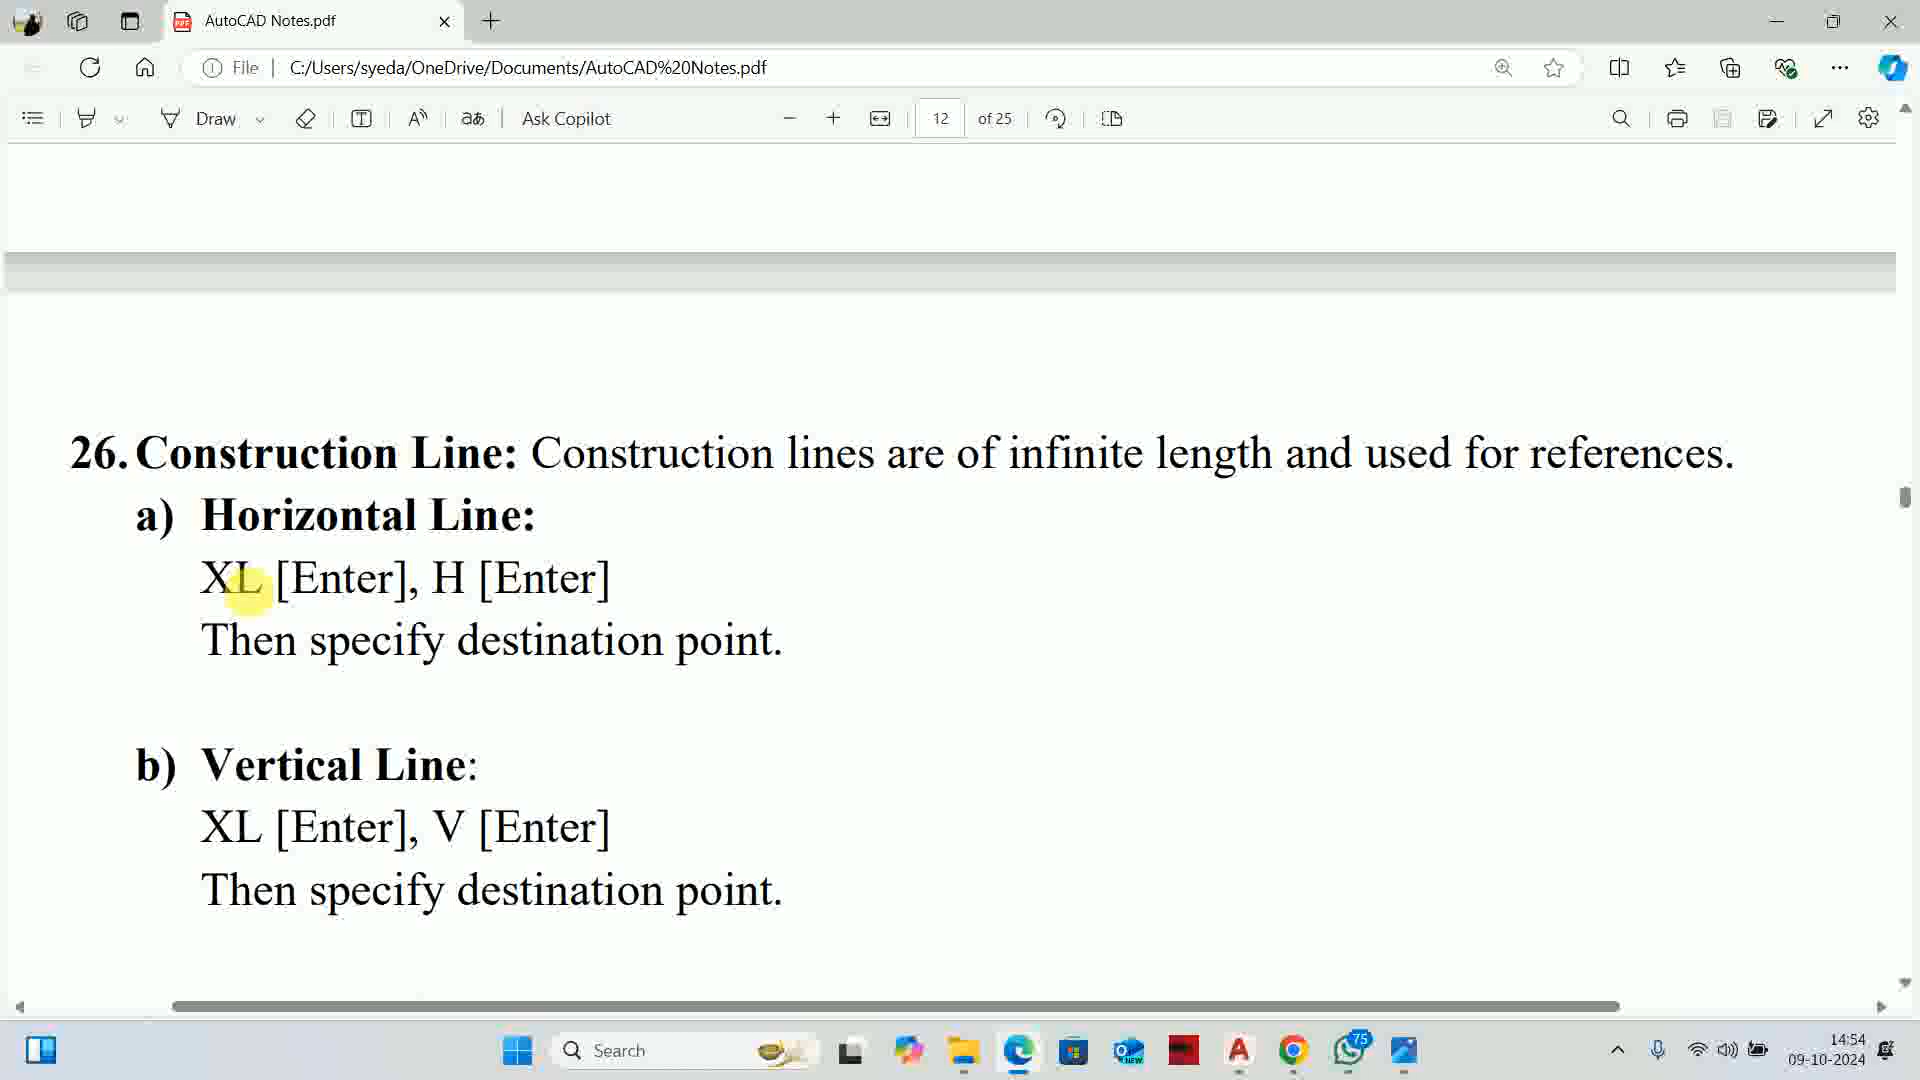 AutoCAD Notes.pdf
File
C:/Users/syeda/OneDrive/Documents/AutoCAD%20Notes.pdf
Draw
Ask Copilot
12 of 25
26. Construction Line: Construction lines are of infinite length and used for references.
a) Horizontal Line:
XL [Enter], H [Enter]
Then specify destination point.
b) Vertical Line:
XL [Enter], V [Enter]
Then specify destination point.
Search
NEW
75
14:54
09-10-2024